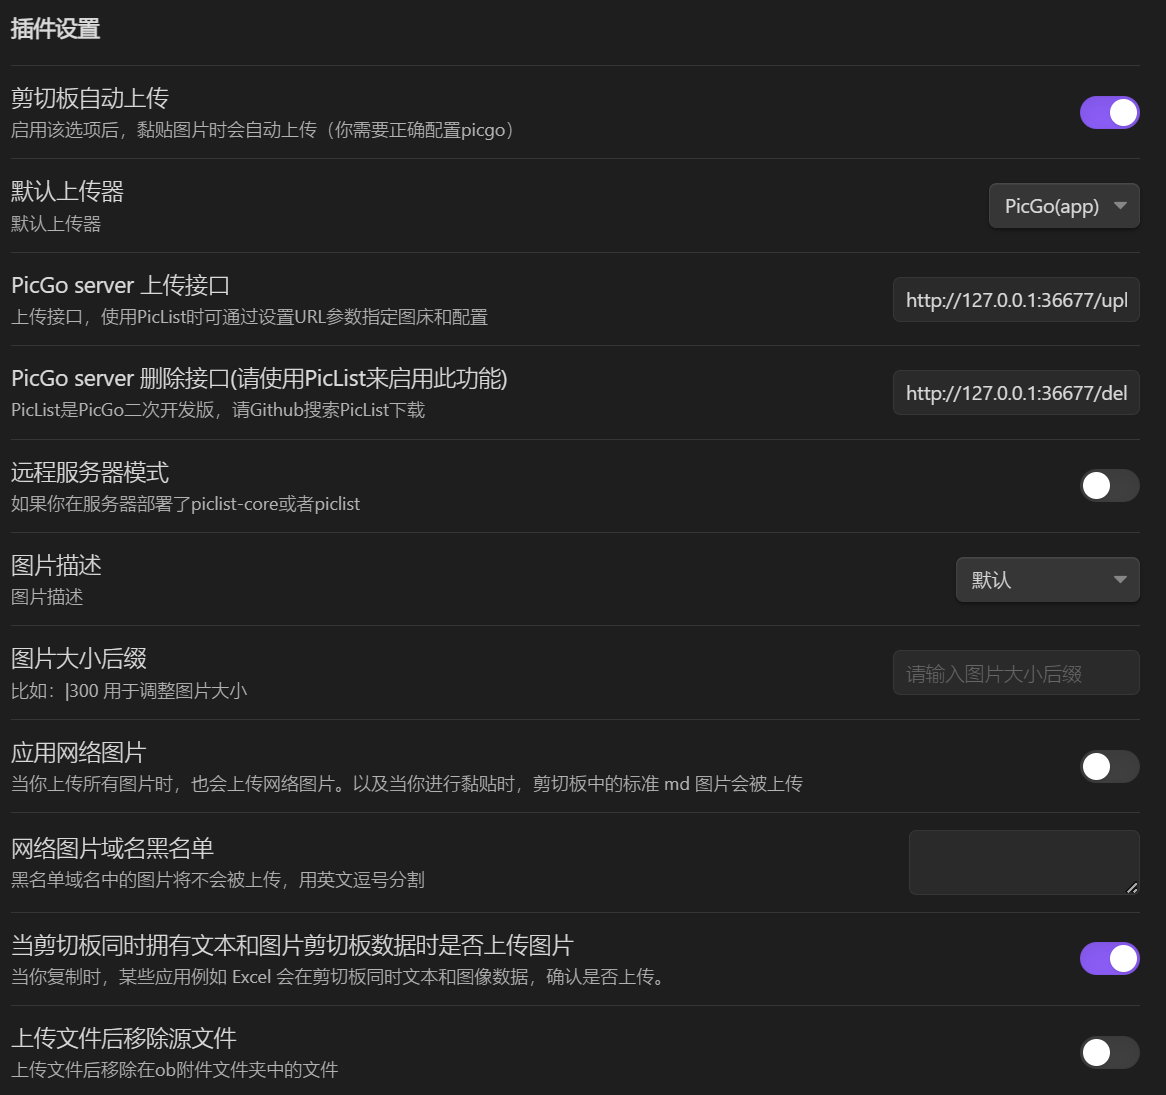 插件设置
剪切板自动上传
启用该选项后，黏贴图片时会自动上传（你需要正确配置picgo）
默认上传器
默认上传器
PicGo(app)
PicGo server 上传接口
上传接口，使用PicList时可通过设置URL参数指定图床和配置
http://127.0.0.1:36677/upl
PicGo server 删除接口(请使用PicList来启用此功能)
PicList是PicGo二次开发版，请Github搜索PicList下载
http://127.0.0.1:36677/del
远程服务器模式
如果你在服务器部署了piclist-core或者piclist
图片描述
图片描述
默认
图片大小后缀
比如：|300 用于调整图片大小
请输入图片大小后缀
应用网络图片
当你上传所有图片时，也会上传网络图片。以及当你进行黏贴时，剪切板中的标准 md 图片会被上传
网络图片域名黑名单
黑名单域名中的图片将不会被上传，用英文逗号分割
当剪切板同时拥有文本和图片剪切板数据时是否上传图片
当你复制时，某些应用例如 Excel 会在剪切板同时文本和图像数据，确认是否上传。
上传文件后移除源文件
上传文件后移除在ob附件文件夹中的文件